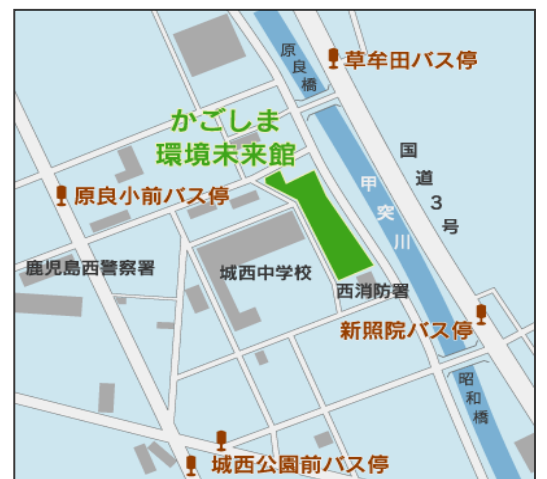 原良橋
草牟田バス停
かごしま
環境未来館
国道3号
甲突川
原良小前バス停
鹿児島西警察署
城西中学校
西消防署
新照院バス停
昭和橋
城西公園前バス停